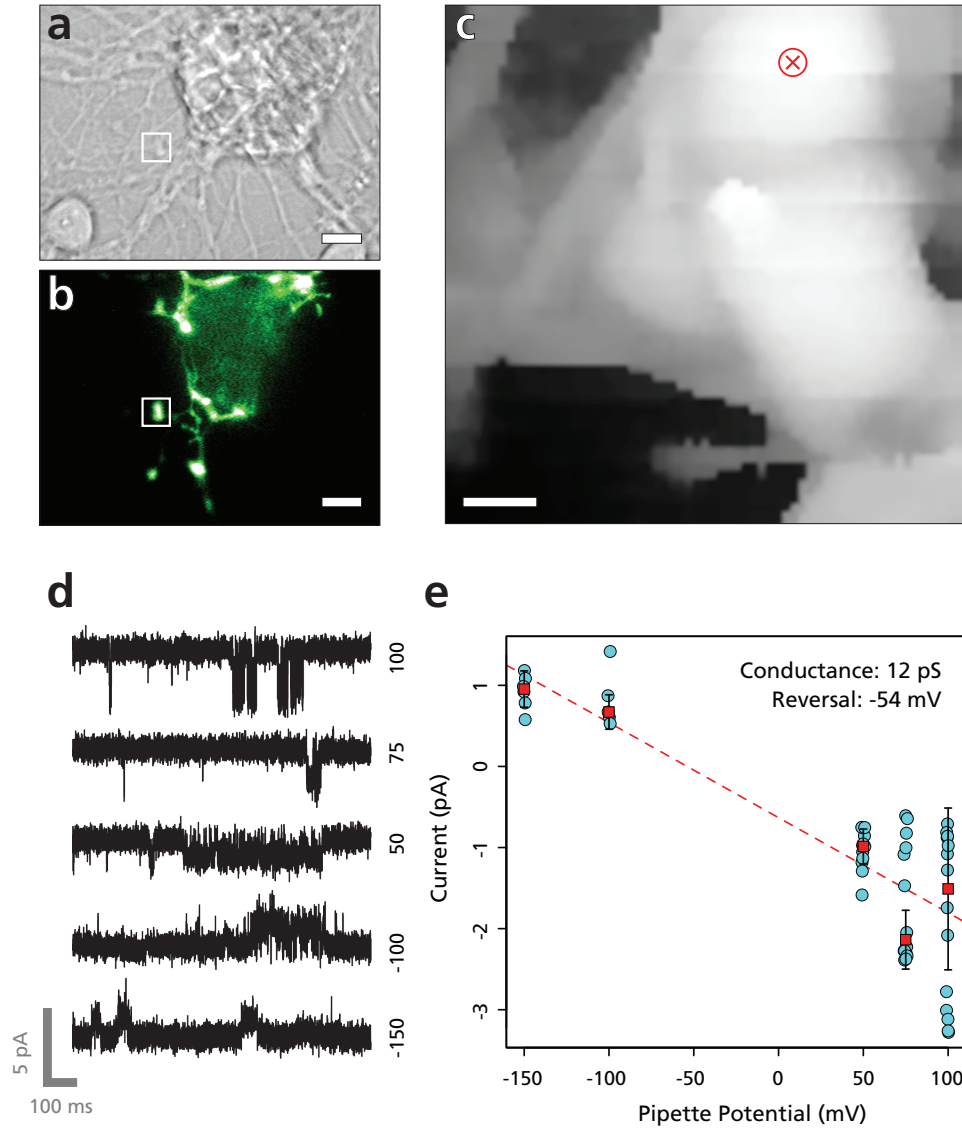 a
b
c
d
100
75
50
-100
-150
5 pA
100 ms
e
Conductance: 12 pS
Reversal: -54 mV
Current (pA)
1
0
-1
-2
-3
-150
-100
-50
0
50
100
Pipette Potential (mV)